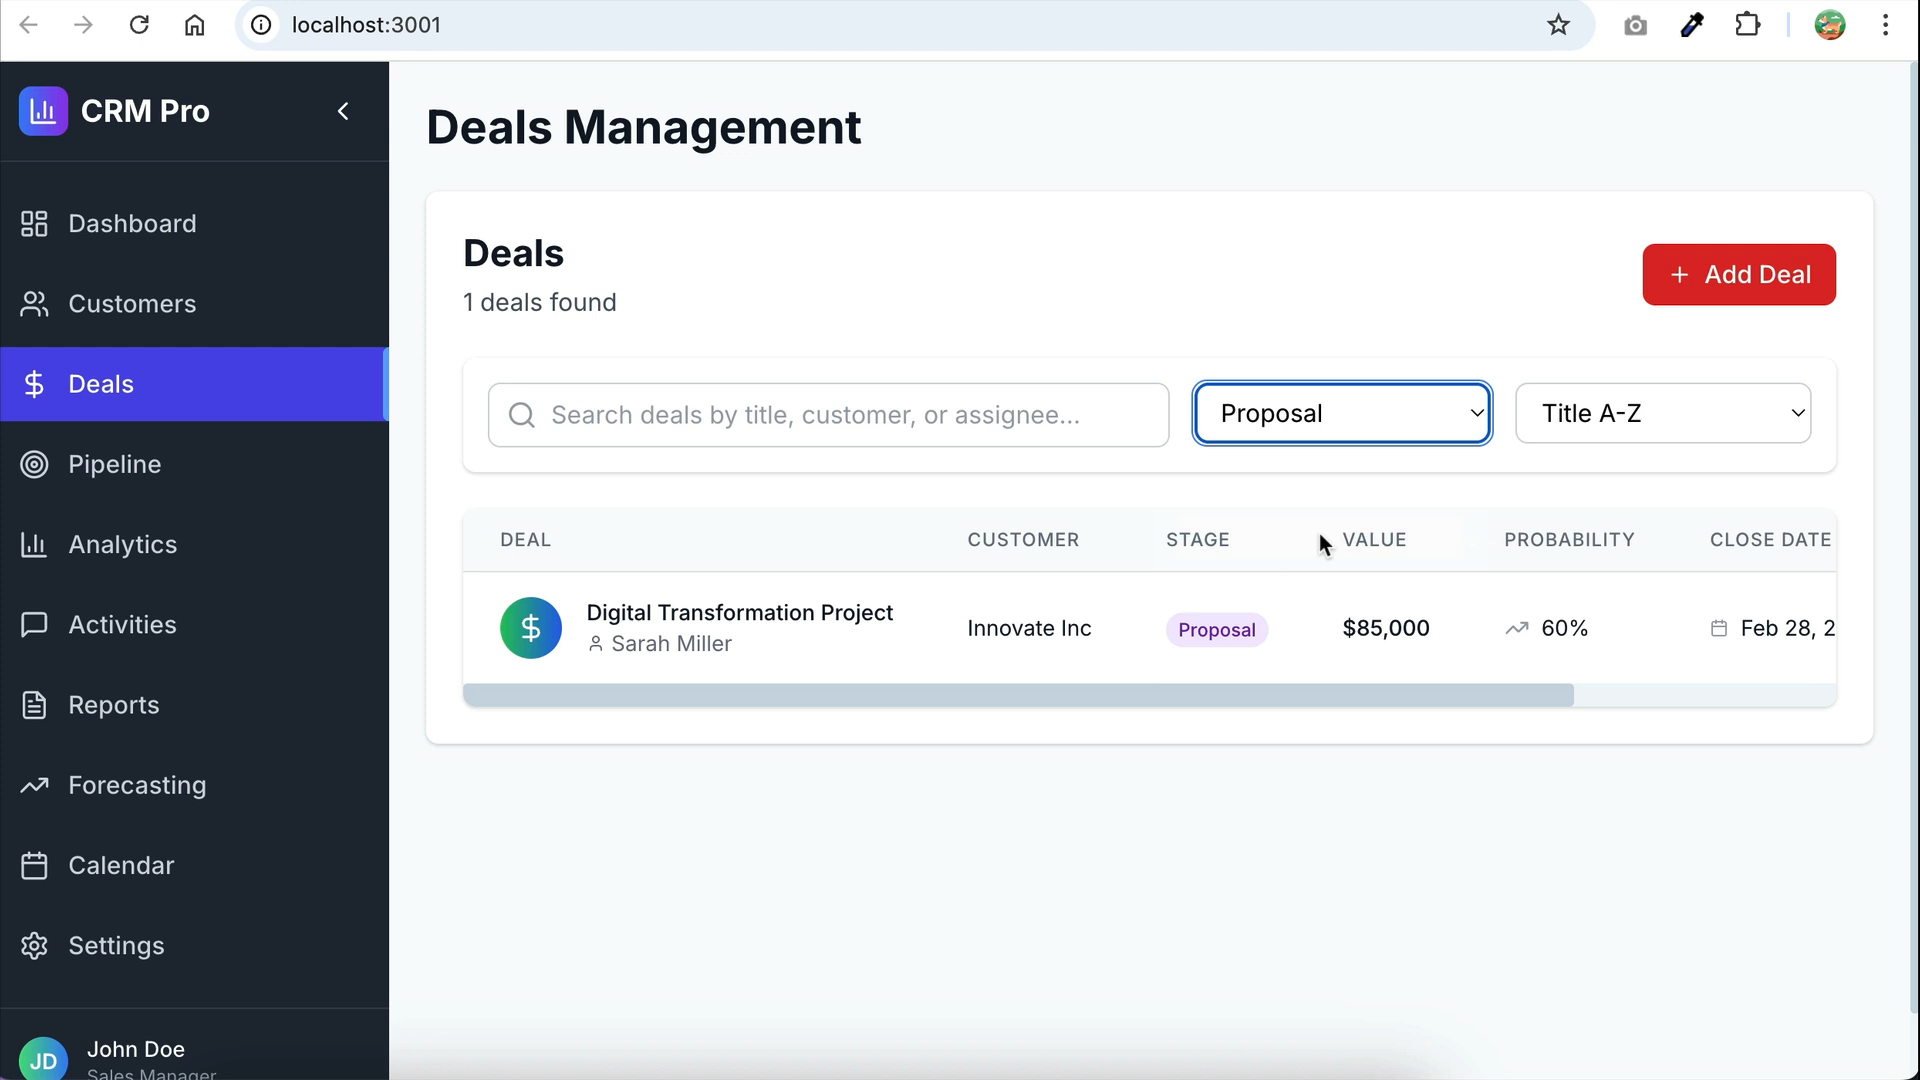 localhost:3001
CRM Pro
Dashboard
Customers
Deals
Pipeline
Analytics
Activities
Reports
Forecasting
Calendar
Settings
JD
John Doe
Sales Manager
Deals Management
Deals
1 deals found
+ Add Deal
Search deals by title, customer, or assignee...
Proposal
Title A-Z
DEAL CUSTOMER STAGE VALUE PROBABILITY CLOSE DATE
Digital Transformation Project
Sarah Miller
Innovate Inc
Proposal
$85,000
60%
Feb 28, 2